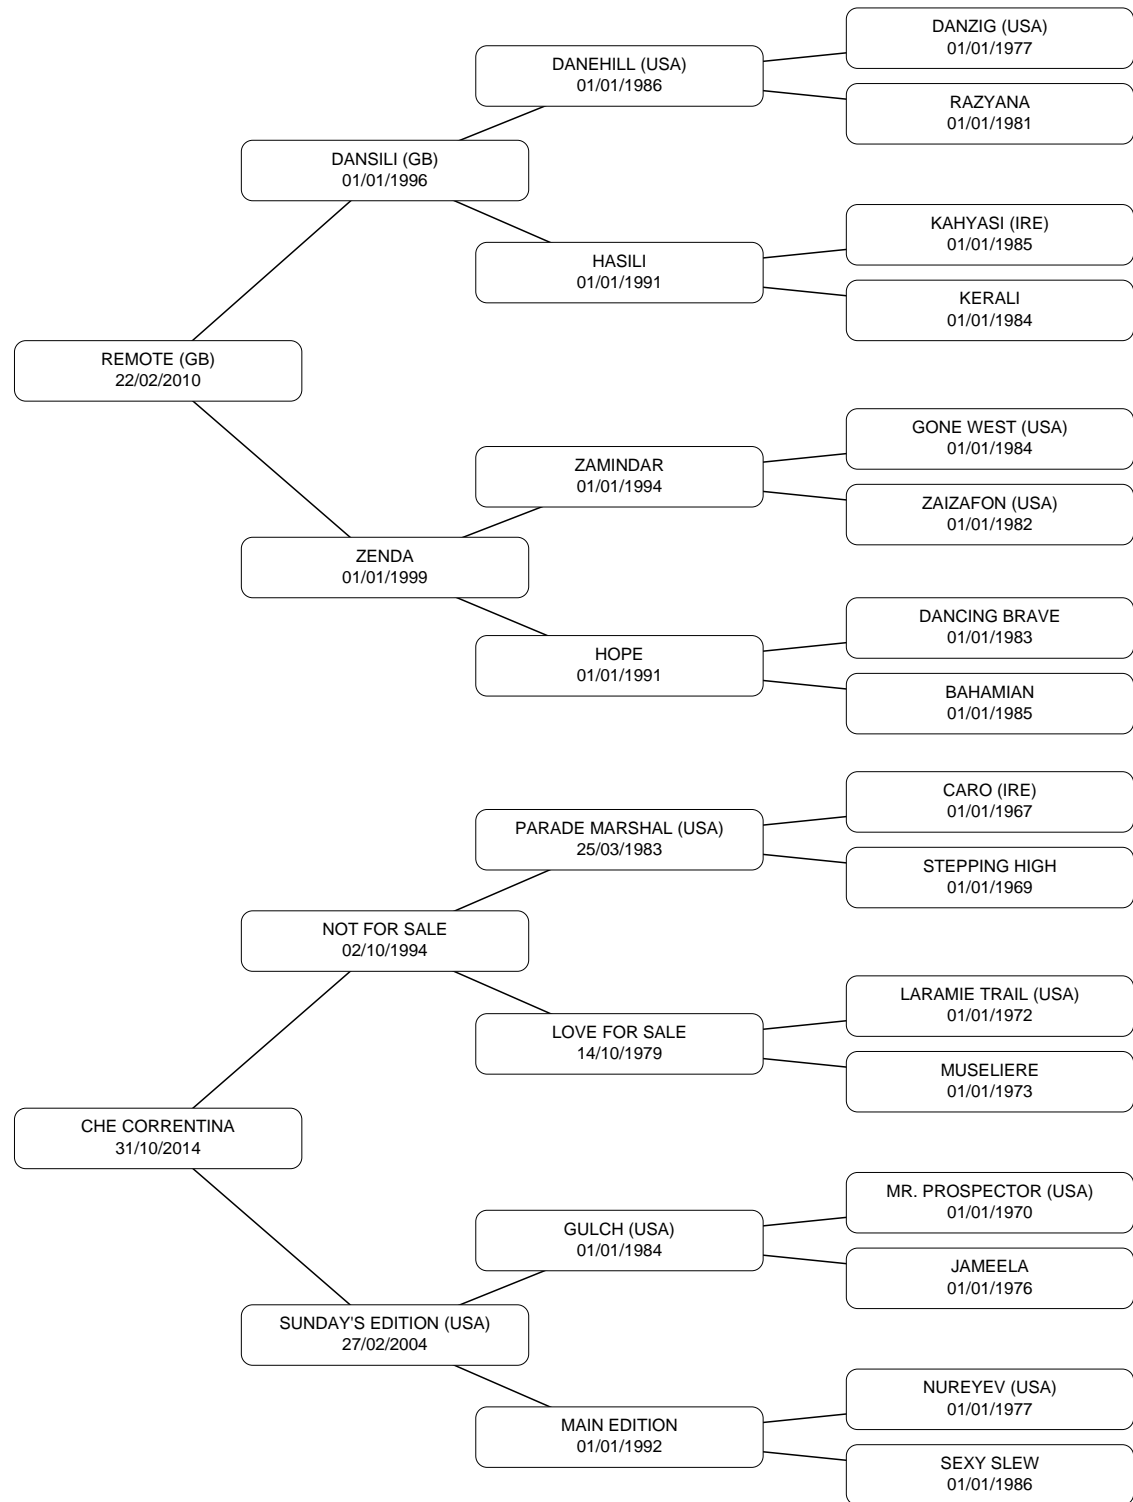 DANZIG (USA)
01/01/1977
DANEHILL (USA)
01/01/1986
RAZYANA
01/01/1981
DANSILI (GB)
01/01/1996
KAHYASI (IRE)
01/01/1985
HASILI
01/01/1991
KERALI
01/01/1984
REMOTE (GB)
22/02/2010
GONE WEST (USA)
01/01/1984
ZAMINDAR
01/01/1994
ZAIZAFON (USA)
01/01/1982
ZENDA
01/01/1999
DANCING BRAVE
01/01/1983
HOPE
01/01/1991
BAHAMIAN
01/01/1985
CARO (IRE)
01/01/1967
PARADE MARSHAL (USA)
25/03/1983
STEPPING HIGH
01/01/1969
NOT FOR SALE
02/10/1994
LARAMIE TRAIL (USA)
01/01/1972
LOVE FOR SALE
14/10/1979
MUSELIERE
01/01/1973
CHE CORRENTINA
31/10/2014
MR. PROSPECTOR (USA)
01/01/1970
GULCH (USA)
01/01/1984
JAMEELA
01/01/1976
SUNDAY'S EDITION (USA)
27/02/2004
NUREYEV (USA)
01/01/1977
MAIN EDITION
01/01/1992
SEXY SLEW
01/01/1986